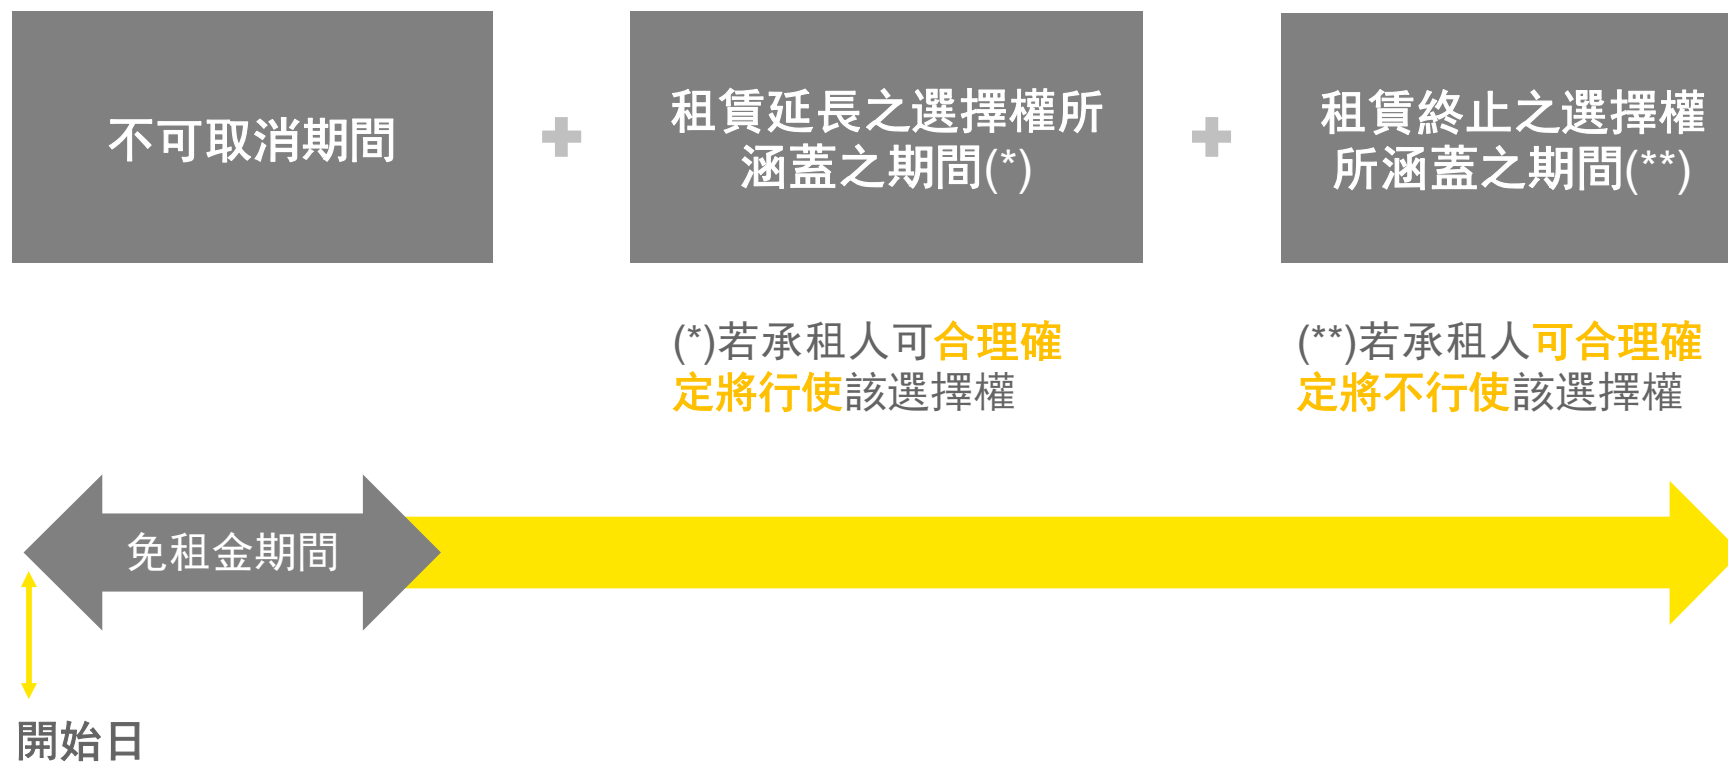 不可取消期間
租賃延長之選擇權所
涵蓋之期間(*)
租賃終止之選擇權
所涵蓋之期間(**)
(*)若承租人可合理確
定將行使該選擇權
(**)若承租人可合理確
定將不行使該選擇權
免租金期間
開始日